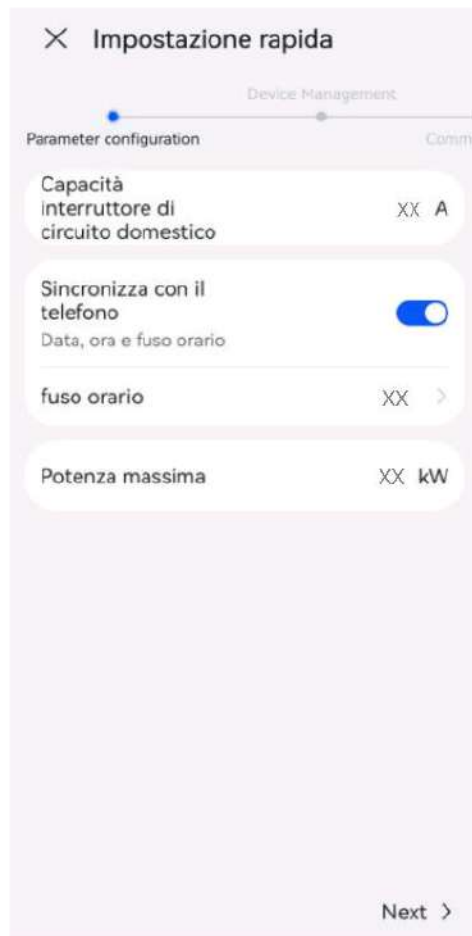 Impostazione rapida
Device Management
Parameter configuration
Comm
Capacità
interruttore di
circuito domestico
XX A
Sincronizza con il
telefono
Data, ora e fuso orario
fuso orario
XX
Potenza massima
XX kW
Next